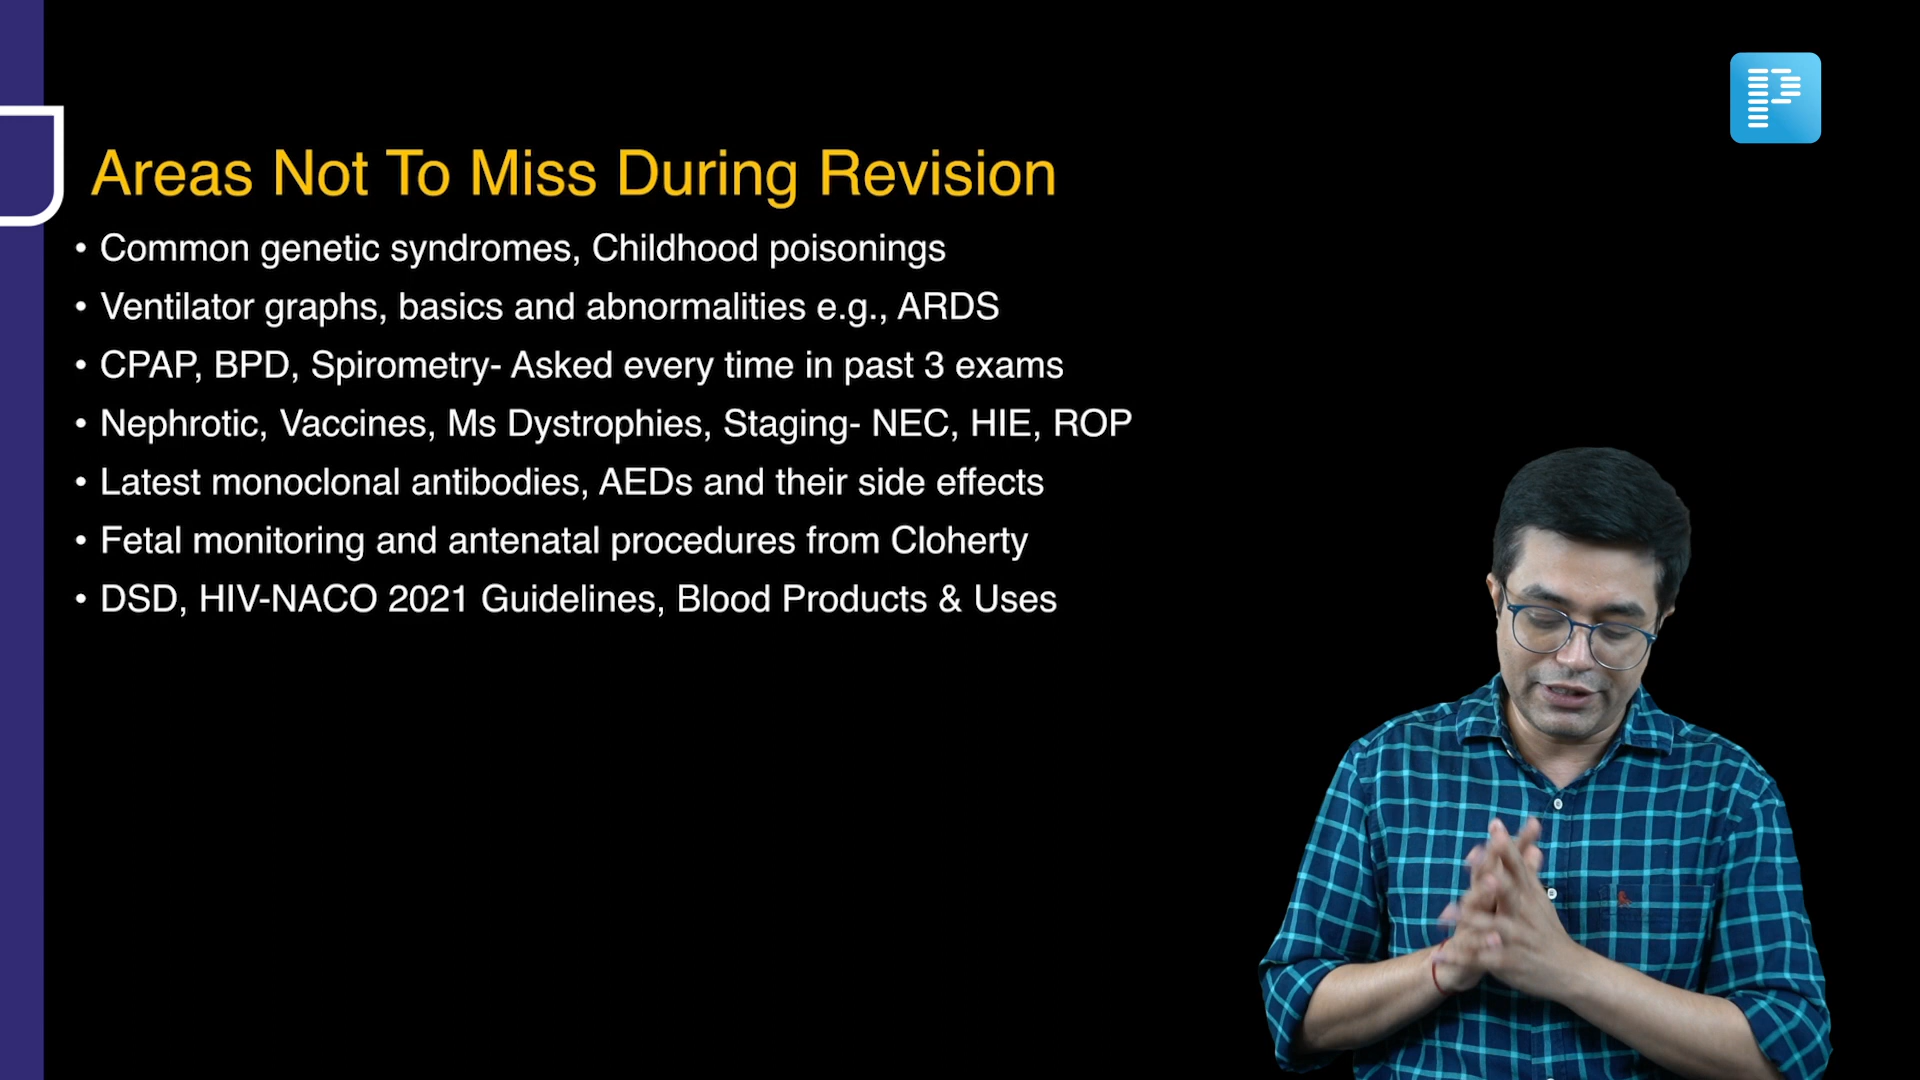 Areas Not To Miss During Revision
• Common genetic syndromes, Childhood poisonings
• Ventilator graphs, basics and abnormalities e.g., ARDS
• CPAP, BPD, Spirometry- Asked every time in past 3 exams
• Nephrotic, Vaccines, Ms Dystrophies, Staging- NEC, HIE, ROP
• Latest monoclonal antibodies, AEDs and their side effects
• Fetal monitoring and antenatal procedures from Cloherty
• DSD, HIV-NACO 2021 Guidelines, Blood Products & Uses